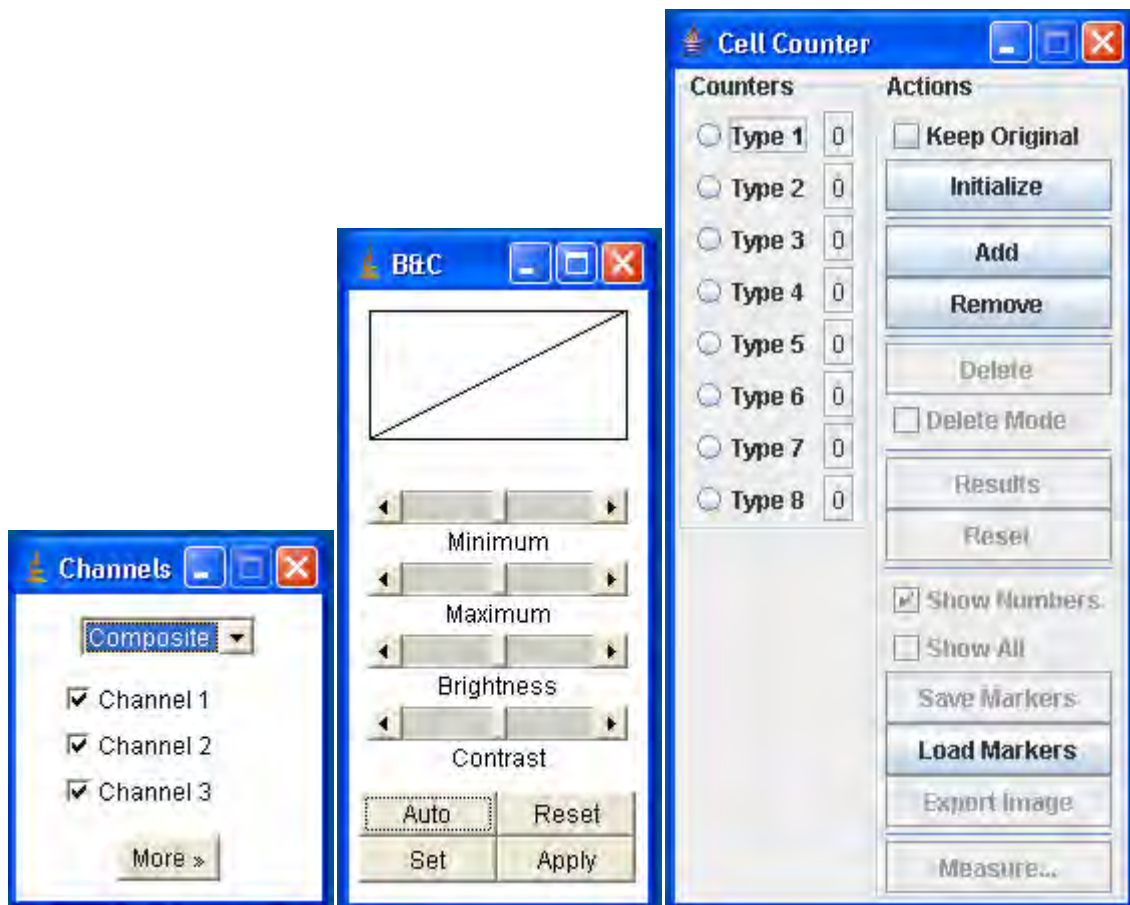 Channels
Composite
Channel 1
Channel 2
Channel 3
More »
B&C
Minimum
Maximum
Brightness
Contrast
Auto Reset
Set Apply
Cell Counter
Counters
Type 1 0
Type 2 0
Type 3 0
Type 4 0
Type 5 0
Type 6 0
Type 7 0
Type 8 0
Actions
Keep Original
Initialize
Add
Remove
Delete
Delete Mode
Results
Reset
Show Numbers
Show All
Save Markers
Load Markers
Export Image
Measure...